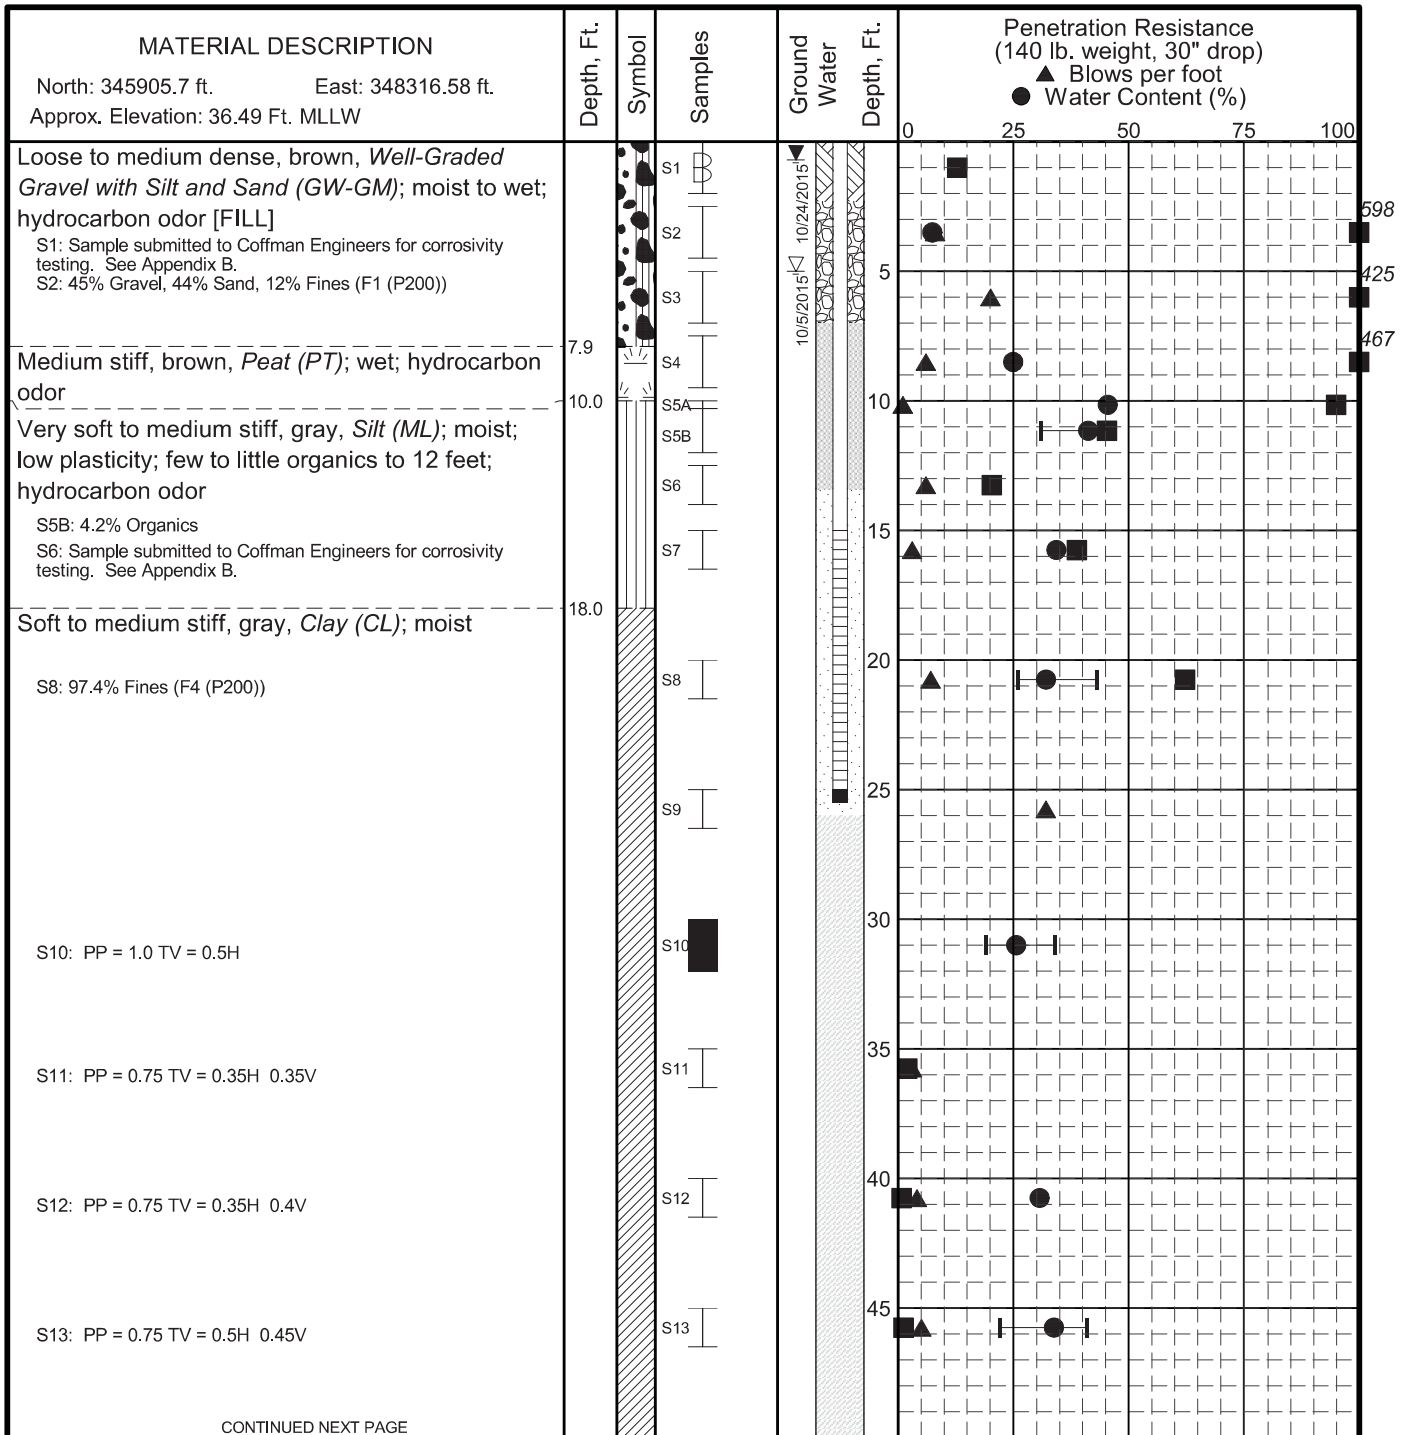 MATERIAL DESCRIPTION
North: 345905.7 ft. East: 348316.58 ft.
Approx. Elevation: 36.49 Ft. MLLW
Depth, Ft.
Symbol
Samples
Ground
Water
Depth, Ft.
Penetration Resistance
(140 lb. weight, 30" drop)
▲ Blows per foot
● Water Content (%)
0 25 50 75 100
Loose to medium dense, brown, Well-Graded
Gravel with Silt and Sand (GW-GM); moist to wet;
hydrocarbon odor [FILL]
S1: Sample submitted to Coffman Engineers for corrosivity
testing. See Appendix B.
S2: 45% Gravel, 44% Sand, 12% Fines (F1 (P200))
7.9
Medium stiff, brown, Peat (PT); wet; hydrocarbon
odor
10.0
Very soft to medium stiff, gray, Silt (ML); moist;
low plasticity; few to little organics to 12 feet;
hydrocarbon odor
S5B: 4.2% Organics
S6: Sample submitted to Coffman Engineers for corrosivity
testing. See Appendix B.
18.0
Soft to medium stiff, gray, Clay (CL); moist
S8: 97.4% Fines (F4 (P200))
S10: PP = 1.0 TV = 0.5H
S11: PP = 0.75 TV = 0.35H 0.35V
S12: PP = 0.75 TV = 0.35H 0.4V
S13: PP = 0.75 TV = 0.5H 0.45V
CONTINUED NEXT PAGE
S1
S2
S3
S4
S5A
S5B
S6
S7
S8
S9
S10
S11
S12
S13
10/24/2015
10/5/2015
5
10
15
20
25
30
35
40
45
598
425
467